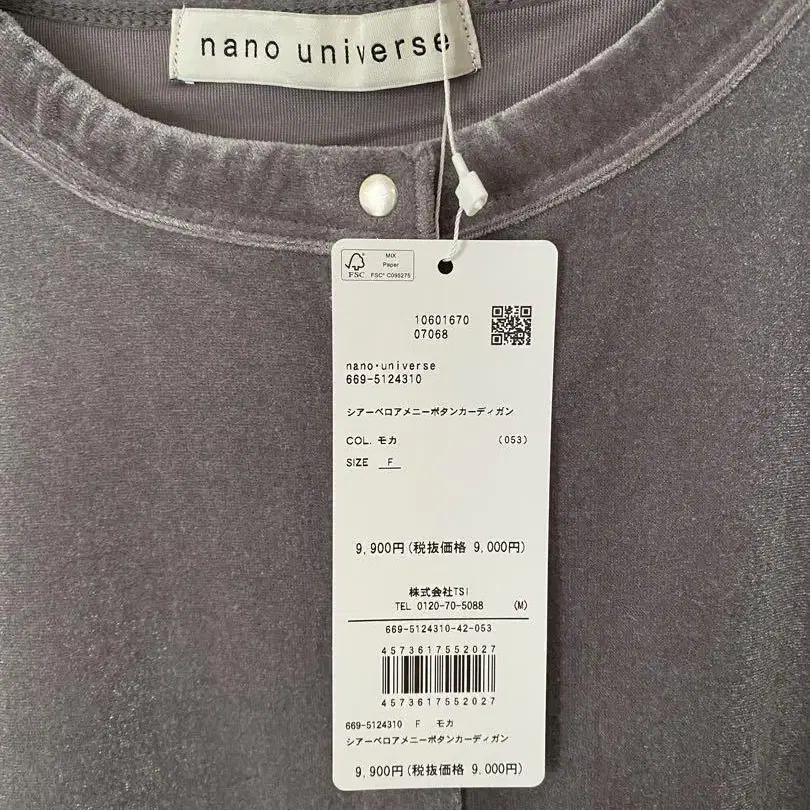 nano universe
FSC
MIX
Paper
FSC® C095275
10601670
07068
nano・universe
669-5124310
シアーベロアメニーボタンカーディガン
COL. モカ (053)
SIZE F
9,900円(税抜価格 9,000円)
株式会社TSI
TEL 0120-70-5088 (M)
669-5124310-42-053
4573617552027
4573617552027
669-5124310 F モカ
シアーベロアメニーボタンカーディガン
9,900円(税抜価格 9,000円)